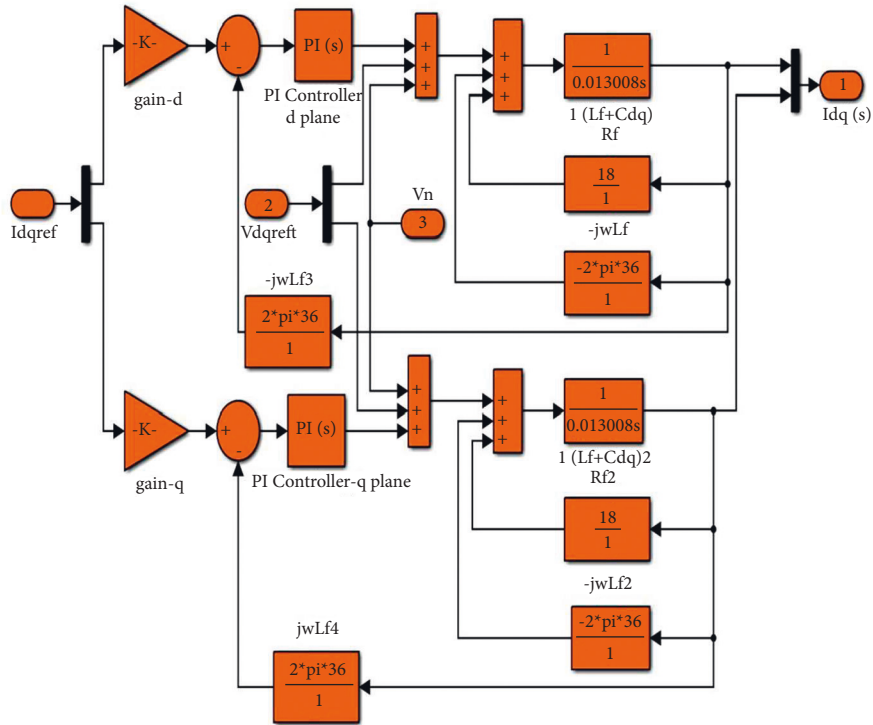 -K-
gain-d
+
-
PI (s)
PI Controller
d plane
+
+
+
+
+
+
1
0.013008s
1 (Lf+Cdq)
Rf
1
Idq (s)
18
1
-jwLf
Idqref
2
Vdqreft
Vn
3
-2*pi*36
1
-jwLf3
2*pi*36
1
-K-
gain-q
+
-
PI (s)
PI Controller-q plane
+
+
+
+
+
+
1
0.013008s
1 (Lf+Cdq)2
Rf2
18
1
-jwLf2
-2*pi*36
1
jwLf4
2*pi*36
1